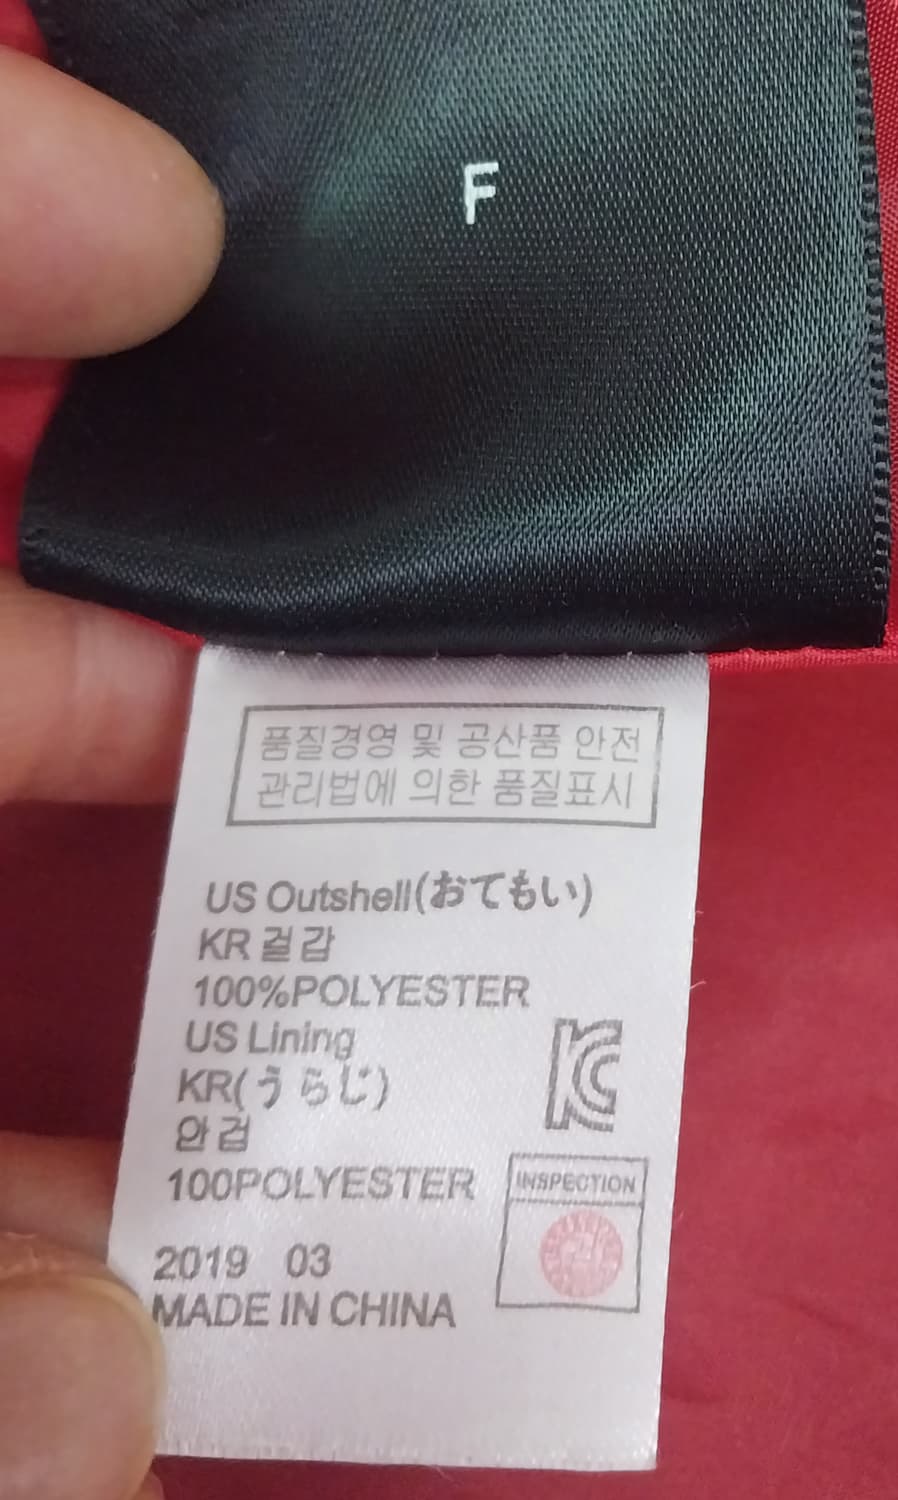 F
품질경영 및 공산품 안전
관리법에 의한 품질표시
US Outshell(おてもい)
KR 겉감
100%POLYESTER
US Lining
KR(うらじ)
안검
100POLYESTER
INSPECTION
2019 03
MADE IN CHINA